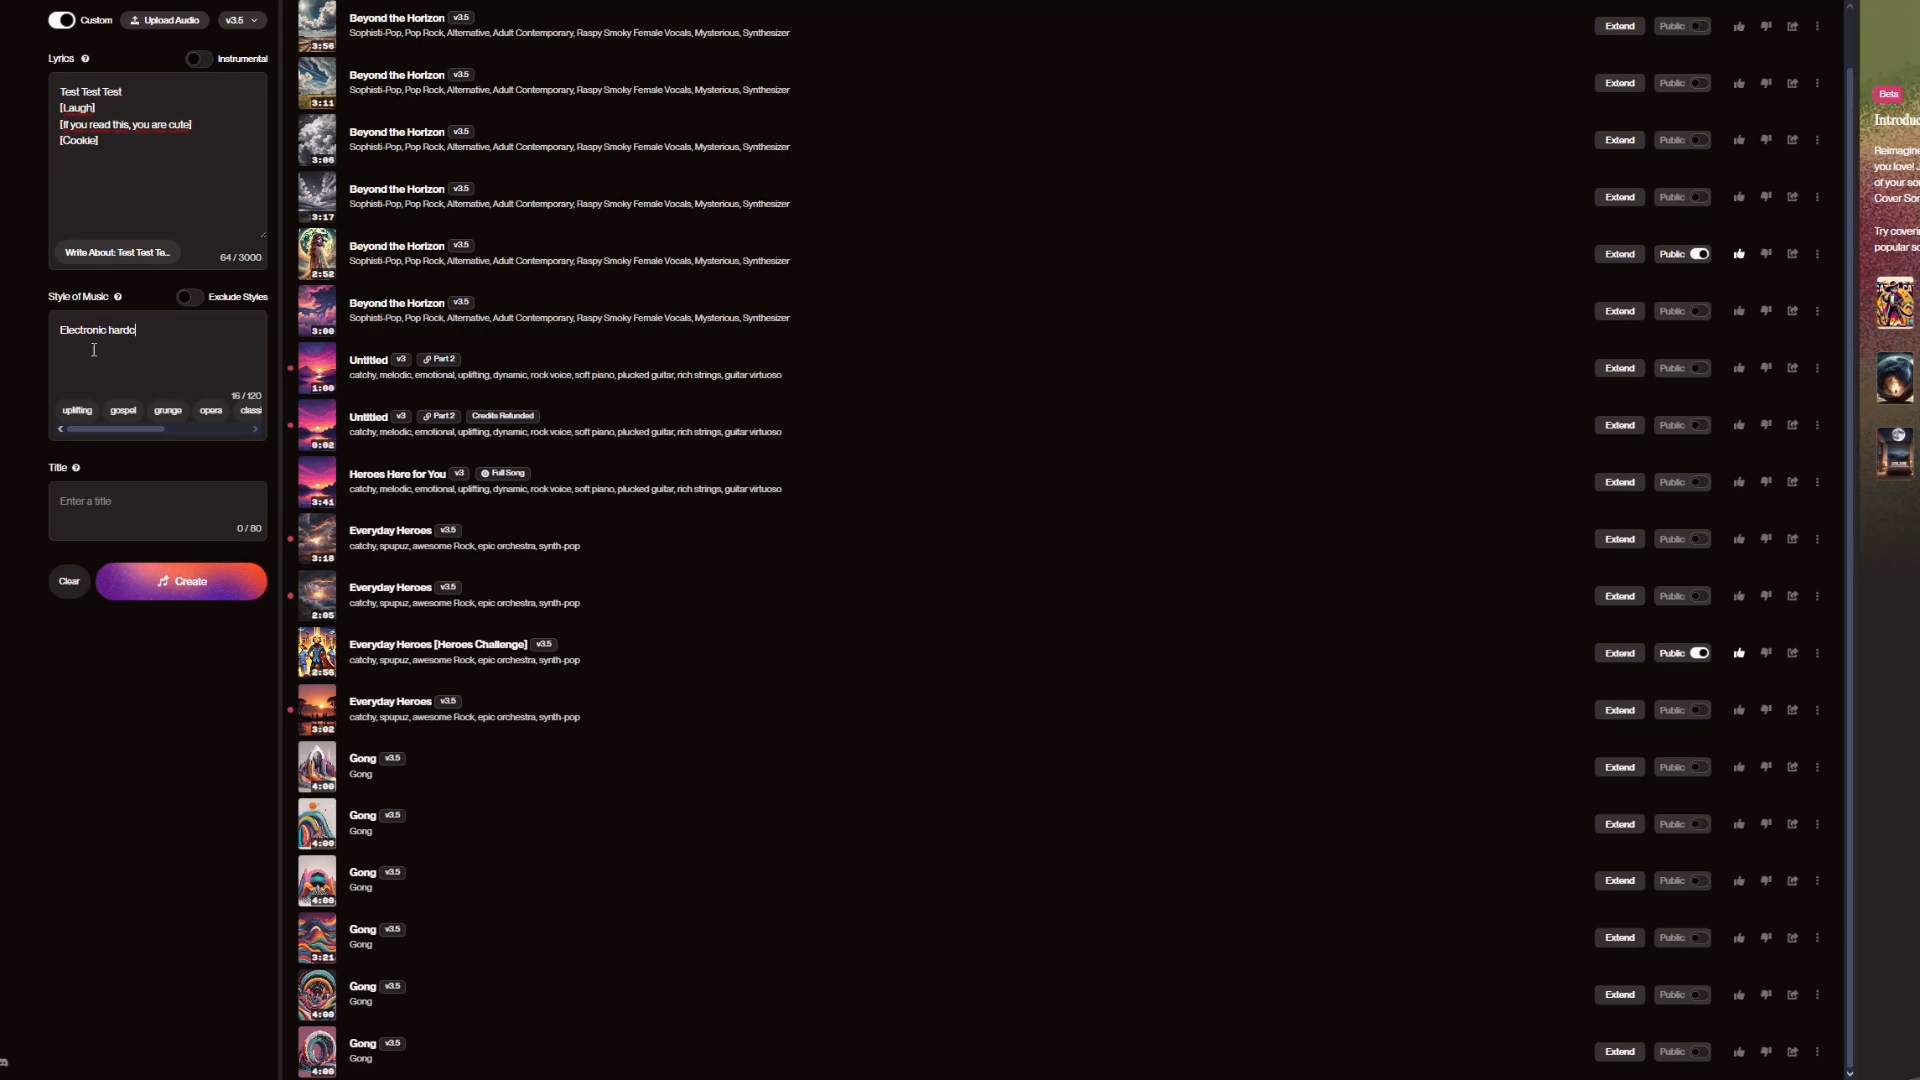 Custom
Upload Audio
v3.5
Lyrics
Instrumental
Test Test Test
[Laugh]
[If you read this, you are cute]
[Cookie]
Write About: Test Test Te...
64 / 3000
Style of Music
Exclude Styles
Electronic hardc
16 / 120
uplifting
gospel
grunge
opera
classi
Title
Enter a title
0 / 80
Clear
Create
3:56
Beyond the Horizon v3.5
Sophisti-Pop, Pop Rock, Alternative, Adult Contemporary, Raspy Smoky Female Vocals, Mysterious, Synthesizer
Extend Public
3:11
Beyond the Horizon v3.5
Sophisti-Pop, Pop Rock, Alternative, Adult Contemporary, Raspy Smoky Female Vocals, Mysterious, Synthesizer
Extend Public
3:06
Beyond the Horizon v3.5
Sophisti-Pop, Pop Rock, Alternative, Adult Contemporary, Raspy Smoky Female Vocals, Mysterious, Synthesizer
Extend Public
3:17
Beyond the Horizon v3.5
Sophisti-Pop, Pop Rock, Alternative, Adult Contemporary, Raspy Smoky Female Vocals, Mysterious, Synthesizer
Extend Public
2:52
Beyond the Horizon v3.5
Sophisti-Pop, Pop Rock, Alternative, Adult Contemporary, Raspy Smoky Female Vocals, Mysterious, Synthesizer
Extend Public
3:00
Beyond the Horizon v3.5
Sophisti-Pop, Pop Rock, Alternative, Adult Contemporary, Raspy Smoky Female Vocals, Mysterious, Synthesizer
Extend Public
1:00
Untitled v3 Part 2
catchy, melodic, emotional, uplifting, dynamic, rock voice, soft piano, plucked guitar, rich strings, guitar virtuoso
Extend Public
0:02
Untitled v3 Part 2 Credits Refunded
catchy, melodic, emotional, uplifting, dynamic, rock voice, soft piano, plucked guitar, rich strings, guitar virtuoso
Extend Public
3:41
Heroes Here for You v3 Full Song
catchy, melodic, emotional, uplifting, dynamic, rock voice, soft piano, plucked guitar, rich strings, guitar virtuoso
Extend Public
3:18
Everyday Heroes v3.5
catchy, spupuz, awesome Rock, epic orchestra, synth-pop
Extend Public
2:05
Everyday Heroes v3.5
catchy, spupuz, awesome Rock, epic orchestra, synth-pop
Extend Public
2:56
Everyday Heroes [Heroes Challenge] v3.5
catchy, spupuz, awesome Rock, epic orchestra, synth-pop
Extend Public
3:02
Everyday Heroes v3.5
catchy, spupuz, awesome Rock, epic orchestra, synth-pop
Extend Public
4:00
Gong v3.5
Gong
Extend Public
4:00
Gong v3.5
Gong
Extend Public
4:00
Gong v3.5
Gong
Extend Public
3:21
Gong v3.5
Gong
Extend Public
4:00
Gong v3.5
Gong
Extend Public
4:00
Gong v3.5
Gong
Extend Public
Beta
Introduc
Reimagine
you love! J
of your son
Cover Son
Try coverin
popular so